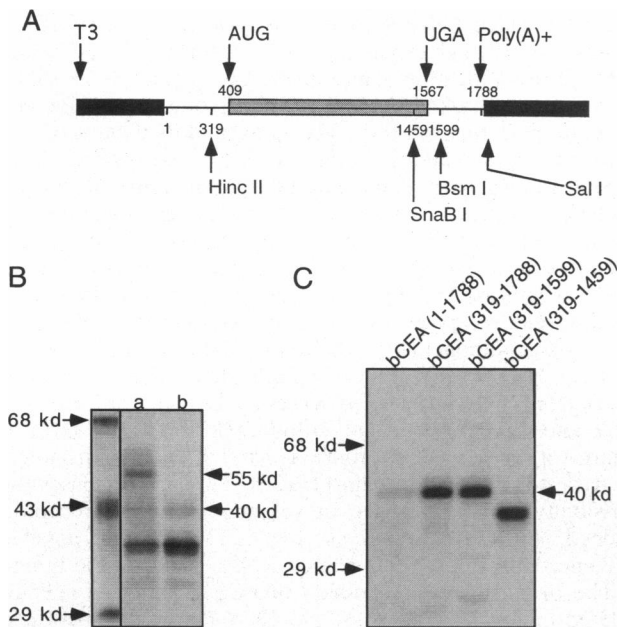 A
T3
AUG
UGA
Poly(A)+
409
1567
1788
1
319
14591599
Hinc II
Bsm I
Sal I
SnaB I
B
C
bCEA (1-1788)
bCEA (319-1788)
bCEA (319-1599)
bCEA (319-1459)
a
b
68 kd
55 kd
43 kd
40 kd
29 kd
68 kd
40 kd
29 kd